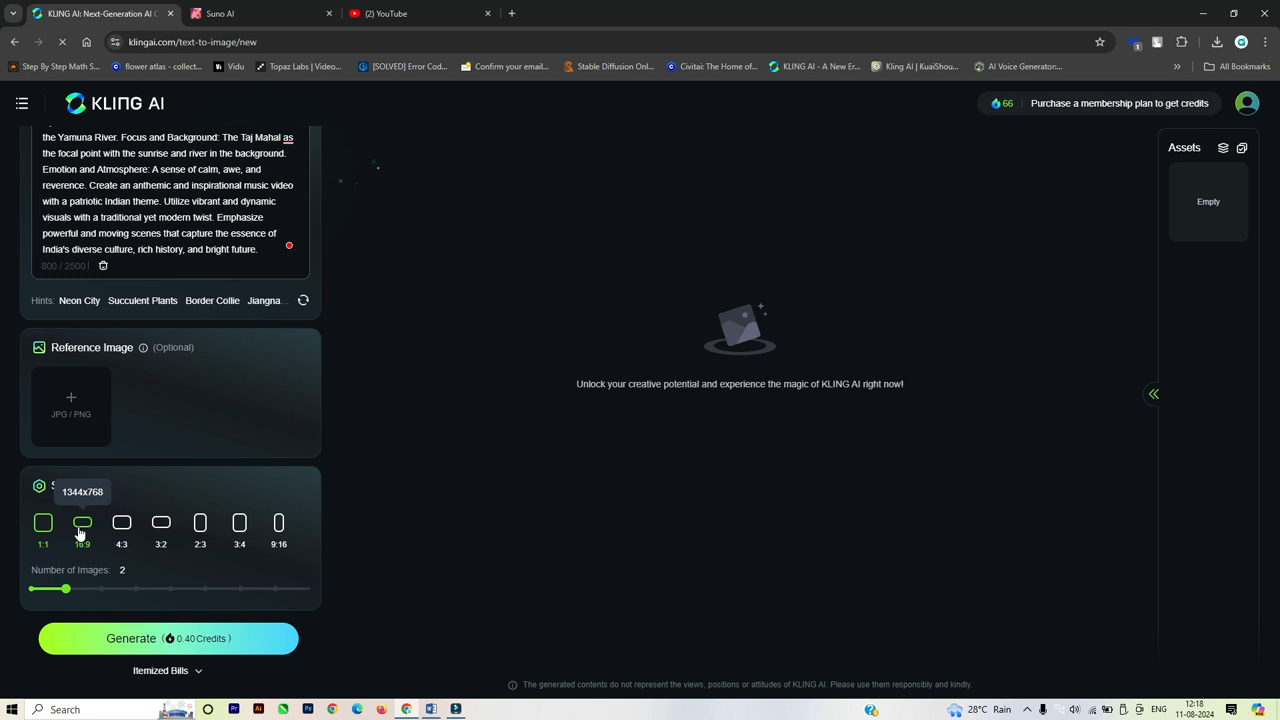 KLING AI: Next-Generation AI C
Suno AI
(2) YouTube
klingai.com/text-to-image/new
1
Step By Step Math S...
flower atlas - collect...
Vidu
Topaz Labs | Video...
[SOLVED] Error Cod...
Confirm your email...
Stable Diffusion Onl...
Civitai: The Home of...
KLING AI - A New Er...
Kling AI | KuaiShou...
AI Voice Generator:...
»
All Bookmarks
KLING AI
66
Purchase a membership plan to get credits
the Yamuna River. Focus and Background: The Taj Mahal as
the focal point with the sunrise and river in the background.
Emotion and Atmosphere: A sense of calm, awe, and
reverence. Create an anthemic and inspirational music video
with a patriotic Indian theme. Utilize vibrant and dynamic
visuals with a traditional yet modern twist. Emphasize
powerful and moving scenes that capture the essence of
India's diverse culture, rich history, and bright future.
800 / 2500
Hints: Neon City Succulent Plants Border Collie Jiangna...
Reference Image (Optional)
JPG / PNG
1344x768
1:1 16:9 4:3 3:2 2:3 3:4 9:16
Number of Images: 2
Generate ( 0.40 Credits )
Itemized Bills
Assets
Empty
Unlock your creative potential and experience the magic of KLING AI right now!
The generated contents do not represent the views, positions or attitudes of KLING AI. Please use them responsibly and kindly.
Search
Pr
Ai
Ps
28°C Rain
ENG
12:18
11-08-2024